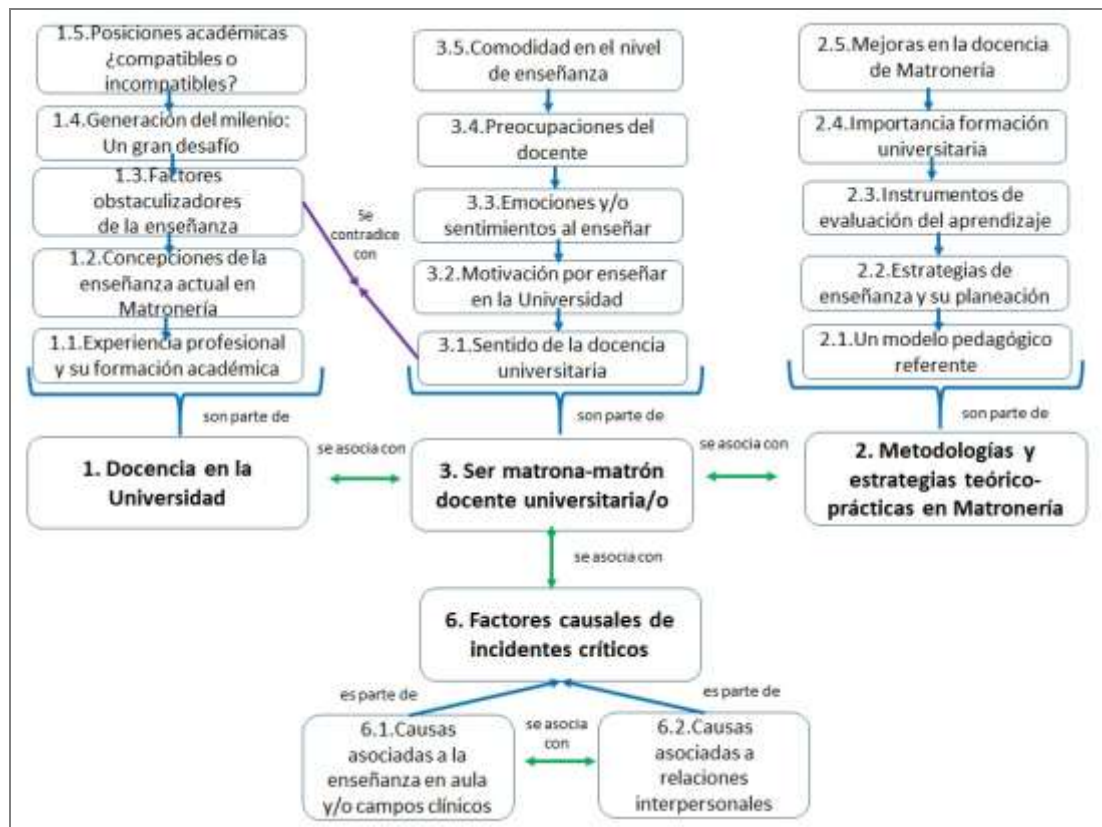 1.5.Posiciones académicas
¿compatibles o
incompatibles?
1.4.Generación del milenio:
Un gran desafío
1.3.Factores
obstaculizadores
de la enseñanza
1.2.Concepciones de la
enseñanza actual en
Matronería
1.1.Experiencia profesional
y su formación académica
son parte de
1. Docencia en la
Universidad
Se
contradice
con
3.5.Comodidad en el nivel
de enseñanza
3.4.Preocupaciones del
docente
3.3.Emociones y/o
sentimientos al enseñar
3.2.Motivación por enseñar
en la Universidad
3.1.Sentido de la docencia
universitaria
son parte de
se asocia con
3. Ser matrona-matrón
docente universitaria/o
se asocia con
2.5.Mejoras en la docencia
de Matronería
2.4.Importancia formación
universitaria
2.3.Instrumentos de
evaluación del aprendizaje
2.2.Estrategias de
enseñanza y su planeación
2.1.Un modelo pedagógico
referente
son parte de
2. Metodologías y
estrategias teórico-
prácticas en Matronería
se asocia con
6. Factores causales de
incidentes críticos
es parte de
es parte de
6.1.Causas
asociadas a la
enseñanza en aula
y/o campos clínicos
se asocia
con
6.2.Causas
asociadas a
relaciones
interpersonales